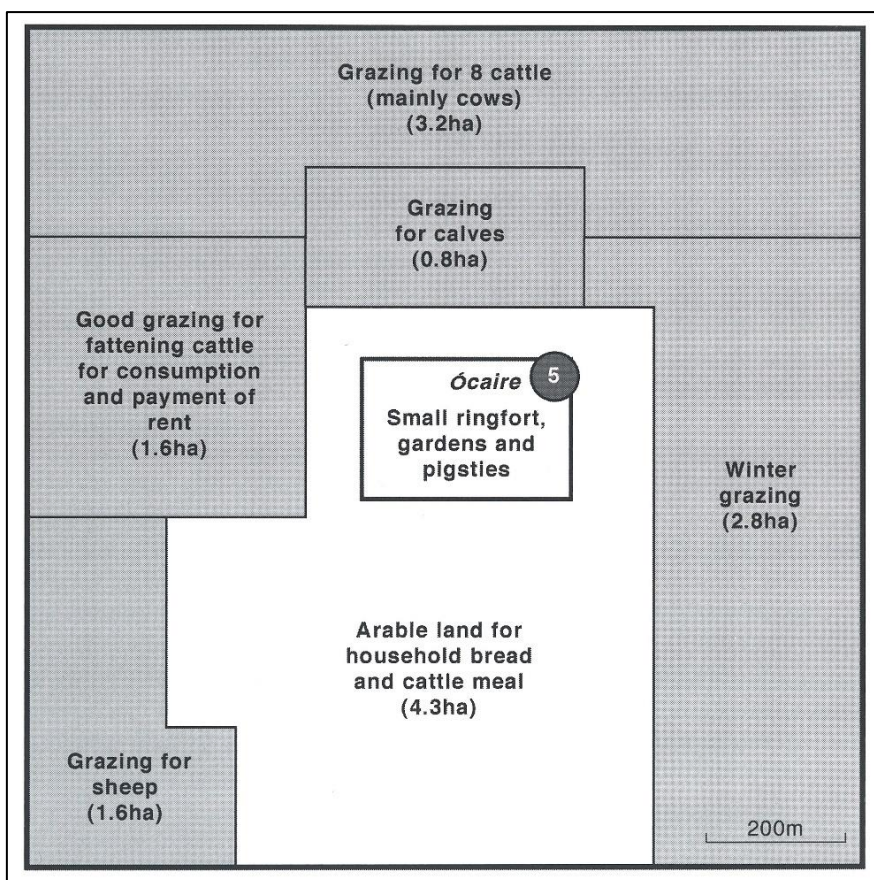 Grazing for 8 cattle
(mainly cows)
(3.2ha)
Grazing
for calves
(0.8ha)
Good grazing for
fattening cattle
for consumption
and payment of
rent
(1.6ha)
Ócaire
5
Small ringfort,
gardens and
pigsties
Winter
grazing
(2.8ha)
Arable land for
household bread
and cattle meal
(4.3ha)
Grazing for
sheep
(1.6ha)
200m